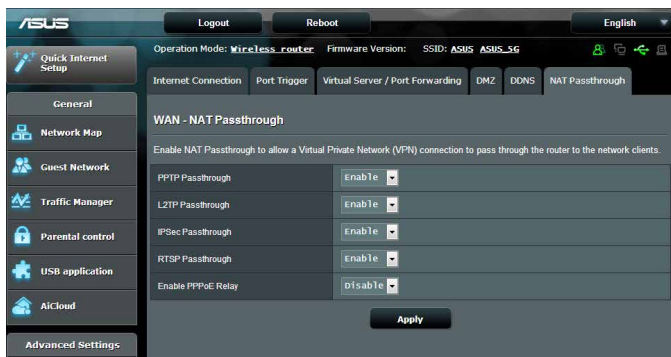 ASUS
Logout
Reboot
English
Quick Internet
Setup
Operation Mode: Wireless router Firmware Version: SSID: ASUS ASUS_5G
Internet Connection
Port Trigger
Virtual Server / Port Forwarding
DMZ
DDNS
NAT Passthrough
General
Network Map
Guest Network
Traffic Manager
Parental control
USB application
AiCloud
Advanced Settings
WAN - NAT Passthrough
Enable NAT Passthrough to allow a Virtual Private Network (VPN) connection to pass through the router to the network clients.
PPTP Passthrough Enable
L2TP Passthrough Enable
IPSec Passthrough Enable
RTSP Passthrough Enable
Enable PPPoE Relay Disable
Apply